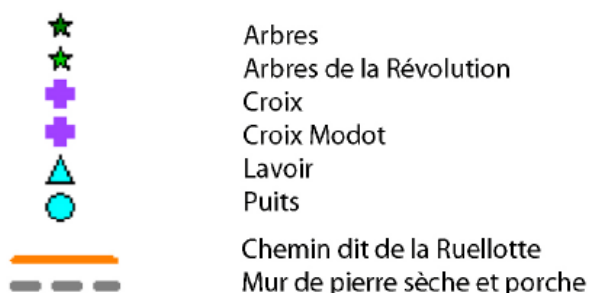 Arbres
Arbres de la Révolution
Croix
Croix Modot
Lavoir
Puits
Chemin dit de la Ruellotte
Mur de pierre sèche et porche